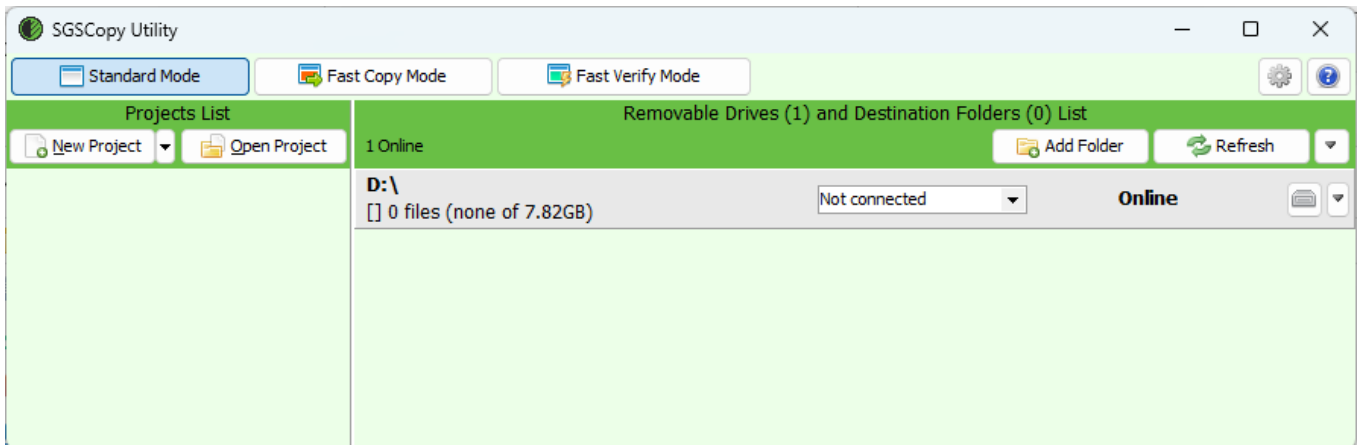 SGSCopy Utility
Standard Mode
Fast Copy Mode
Fast Verify Mode
Projects List
New Project
Open Project
Removable Drives (1) and Destination Folders (0) List
1 Online
Add Folder
Refresh
D:\
[] 0 files (none of 7.82GB)
Not connected
Online